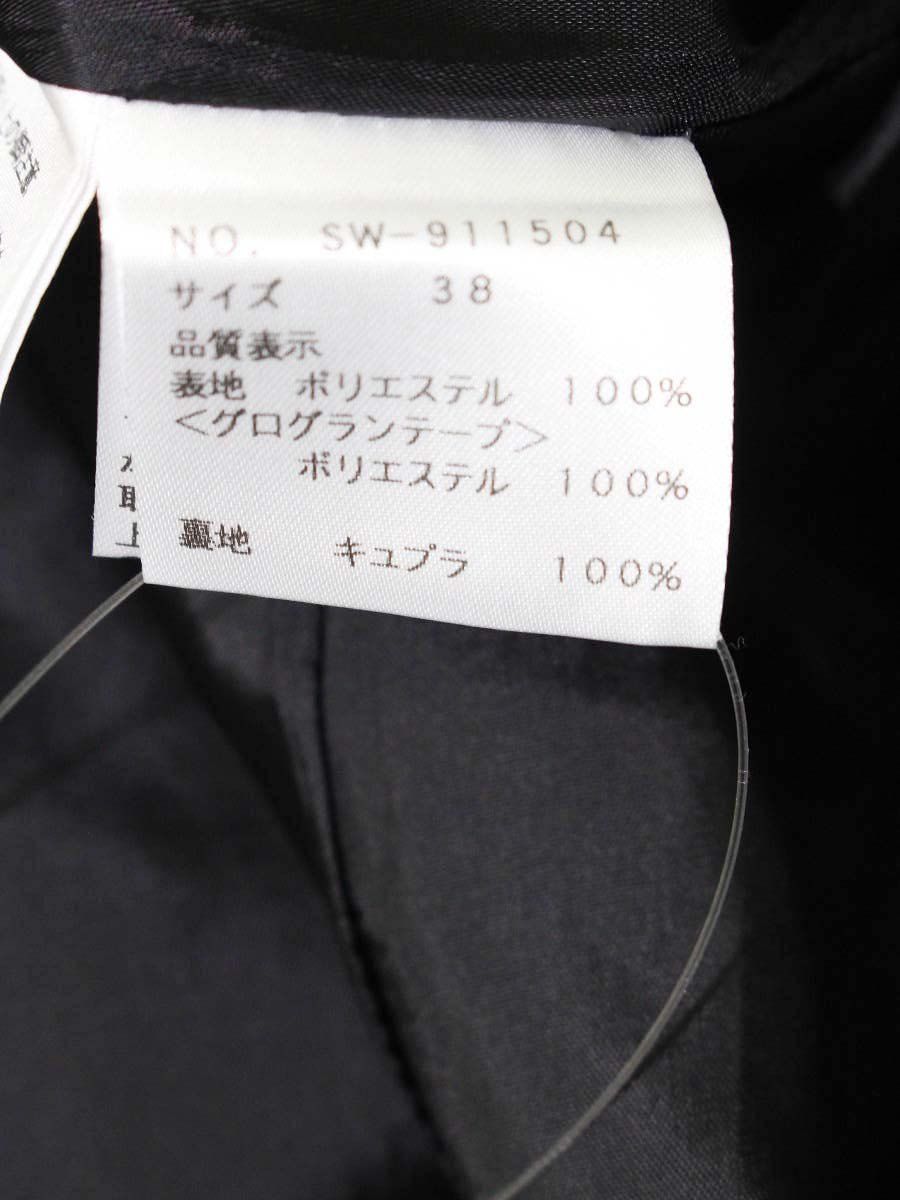 NO. SW-911504
サイズ 38
品質表示
表地 ポリエステル 100%
<グログランテープ>
ポリエステル 100%
裏地 キュプラ 100%
取
上